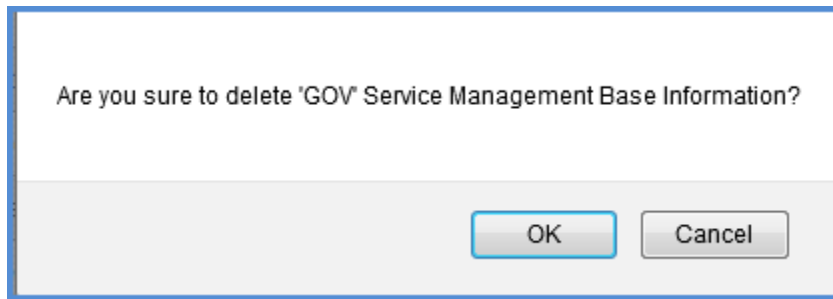 Are you sure to delete 'GOV' Service Management Base Information?
OK
Cancel